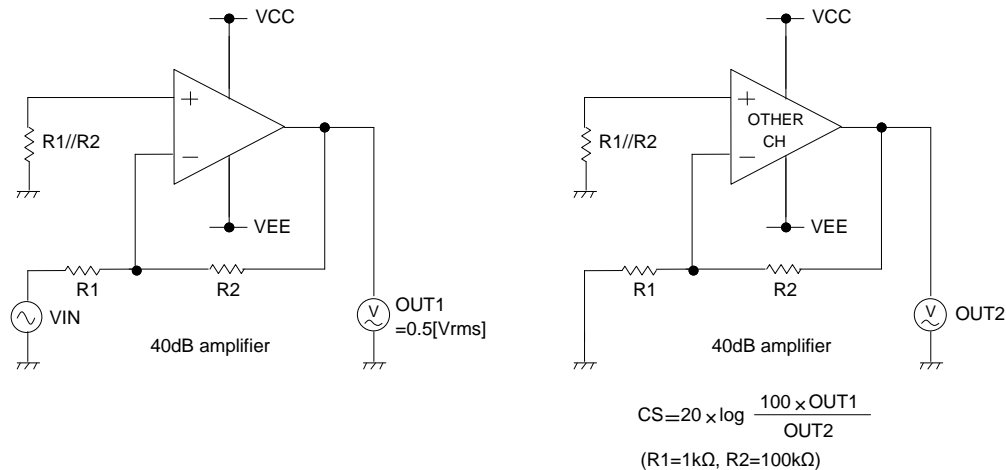 VCC
+
R1//R2
−
VEE
R1
R2
VIN
V
OUT1
=0.5[Vrms]
40dB amplifier
VCC
+
OTHER
CH
R1//R2
−
VEE
R1
R2
V
OUT2
40dB amplifier
CS=20×log 100×OUT1
OUT2
(R1=1kΩ, R2=100kΩ)